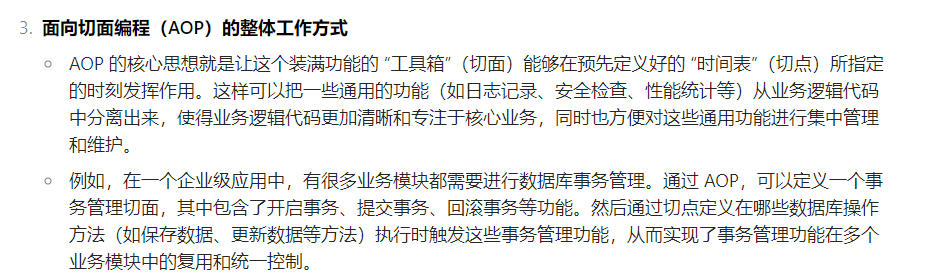 3. 面向切面编程（AOP）的整体工作方式
AOP 的核心思想就是让这个装满功能的 “工具箱”（切面）能够在预先定义好的 “时间表”（切点）所指定
的时刻发挥作用。这样可以把一些通用的功能（如日志记录、安全检查、性能统计等）从业务逻辑代码
中分离出来，使得业务逻辑代码更加清晰和专注于核心业务，同时也方便对这些通用功能进行集中管理
和维护。
例如，在一个企业级应用中，有很多业务模块都需要进行数据库事务管理。通过 AOP，可以定义一个事
务管理切面，其中包含了开启事务、提交事务、回滚事务等功能。然后通过切点定义在哪些数据库操作
方法（如保存数据、更新数据等方法）执行时触发这些事务管理功能，从而实现了事务管理功能在多个
业务模块中的复用和统一控制。